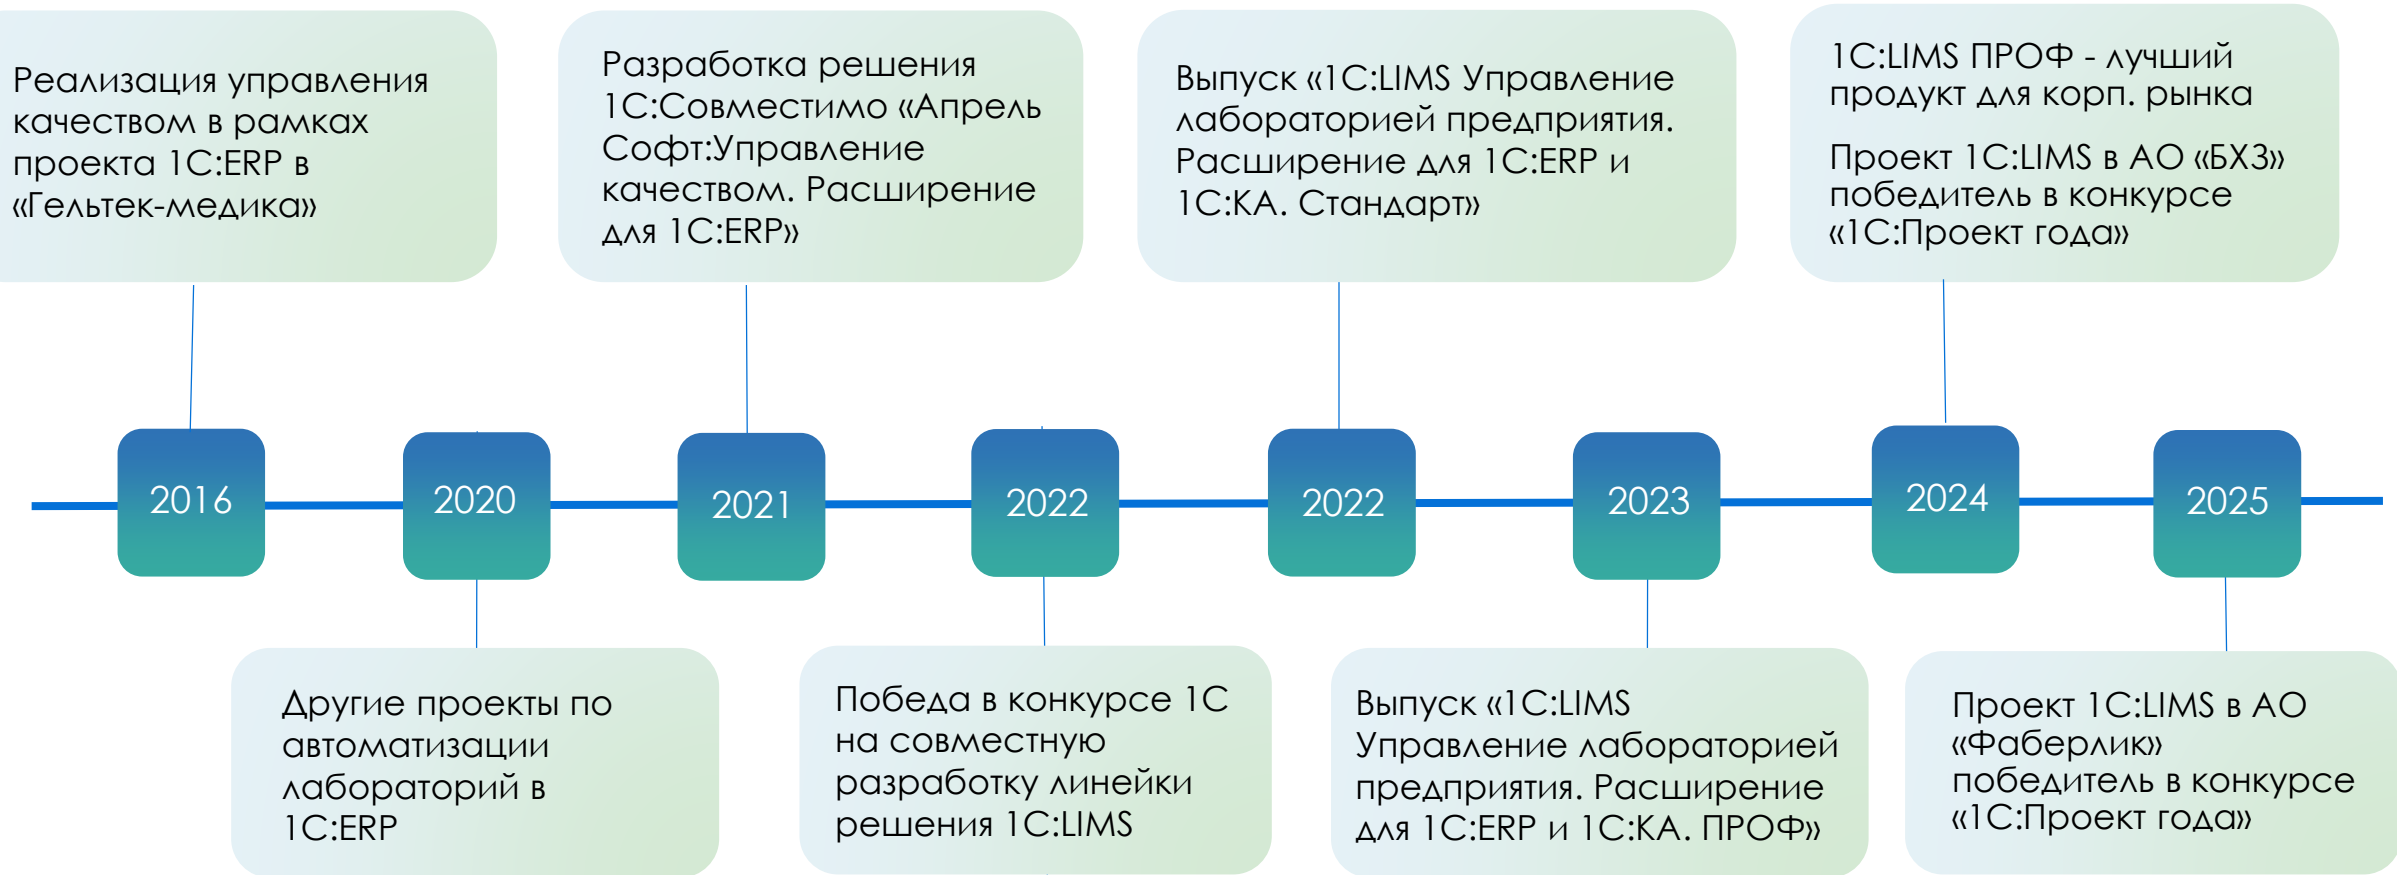 Реализация управления
качеством в рамках
проекта 1С:ERP в
«Гельтек-медика»
Разработка решения
1С:Совместимо «Апрель
Софт:Управление
качеством. Расширение
для 1С:ERP»
Выпуск «1С:LIMS Управление
лабораторией предприятия.
Расширение для 1С:ERP и
1С:КА. Стандарт»
1С:LIMS ПРОФ - лучший
продукт для корп. рынка
Проект 1С:LIMS в АО «БХЗ»
победитель в конкурсе
«1С:Проект года»
2016
2020
2021
2022
2022
2023
2024
2025
Другие проекты по
автоматизации
лабораторий в
1С:ERP
Победа в конкурсе 1С
на совместную
разработку линейки
решения 1С:LIMS
Выпуск «1С:LIMS
Управление лабораторией
предприятия. Расширение
для 1С:ERP и 1С:КА. ПРОФ»
Проект 1С:LIMS в АО
«Фаберлик»
победитель в конкурсе
«1С:Проект года»